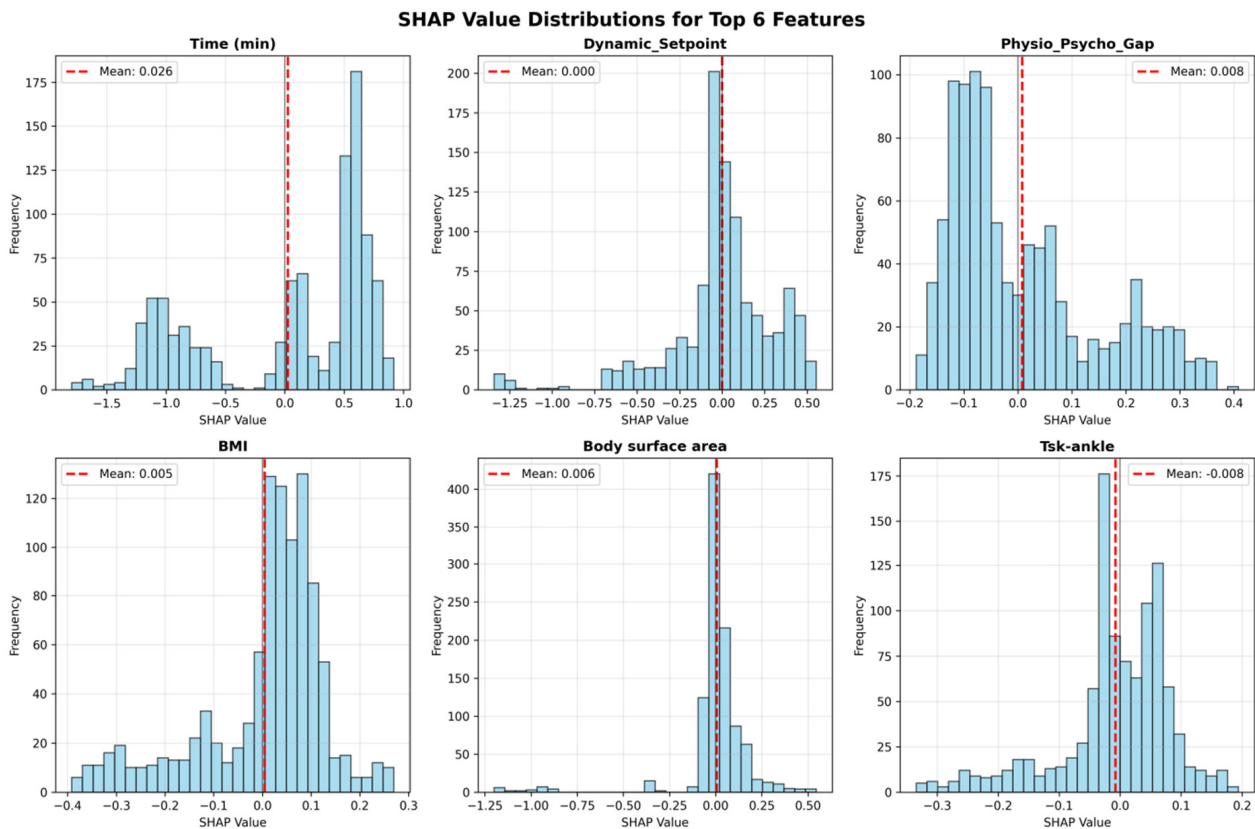 SHAP Value Distributions for Top 6 Features
Time (min)
Mean: 0.026
Frequency
175
150
125
100
75
50
25
0
−1.5 −1.0 −0.5 0.0 0.5 1.0
SHAP Value
Dynamic_Setpoint
Mean: 0.000
Frequency
200
175
150
125
100
75
50
25
0
−1.25 −1.00 −0.75 −0.50 −0.25 0.00 0.25 0.50
SHAP Value
Physio_Psycho_Gap
Mean: 0.008
Frequency
100
80
60
40
20
0
−0.2 −0.1 0.0 0.1 0.2 0.3 0.4
SHAP Value
BMI
Mean: 0.005
Frequency
120
100
80
60
40
20
0
−0.4 −0.3 −0.2 −0.1 0.0 0.1 0.2 0.3
SHAP Value
Body surface area
Mean: 0.006
Frequency
400
350
300
250
200
150
100
50
0
−1.25 −1.00 −0.75 −0.50 −0.25 0.00 0.25 0.50
SHAP Value
Tsk-ankle
Mean: -0.008
Frequency
175
150
125
100
75
50
25
0
−0.3 −0.2 −0.1 0.0 0.1 0.2
SHAP Value